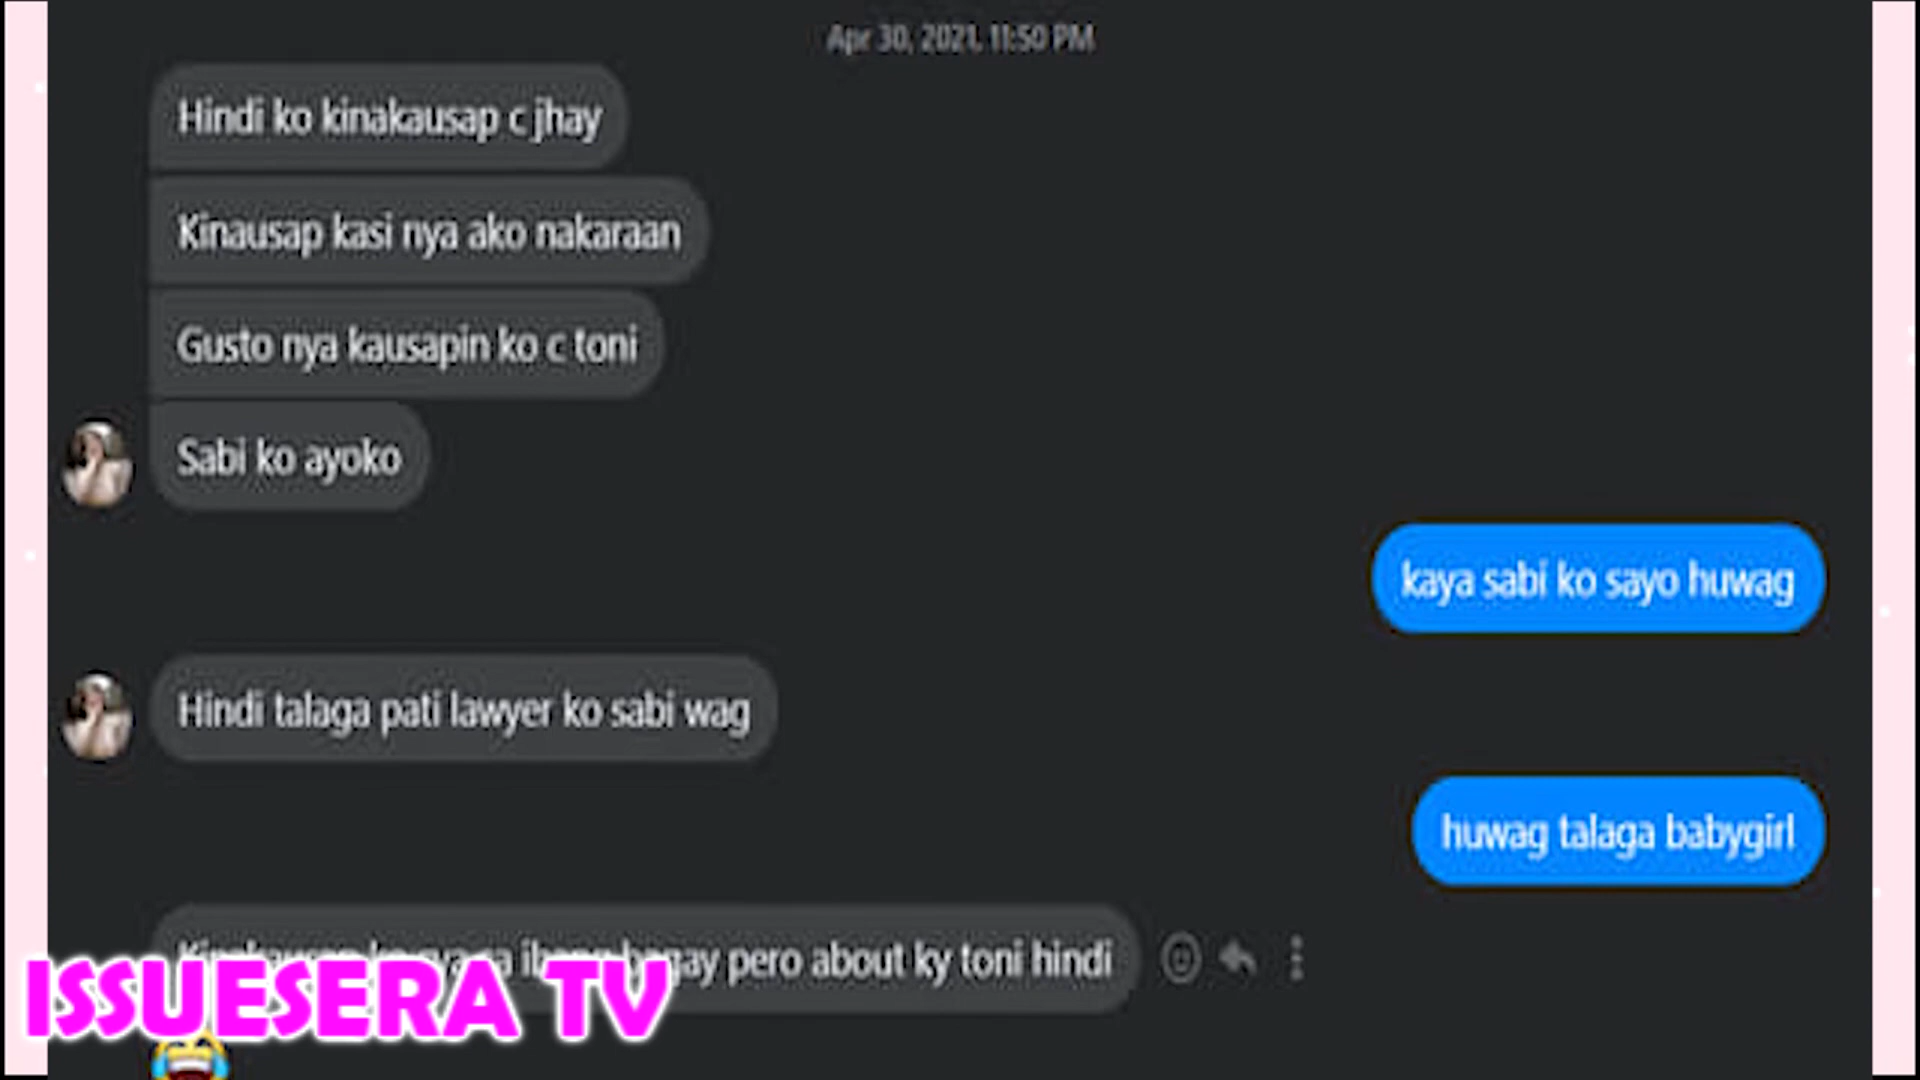 Apr 30, 2021, 11:50 PM
Hindi ko kinakausap c jhay
Kinausap kasi nya ako nakaraan
Gusto nya kausapin ko c toni
Sabi ko ayoko
kaya sabi ko sayo huwag
Hindi talaga pati lawyer ko sabi wag
huwag talaga babygirl
pero about ky toni hindi
ISSUESERA TV